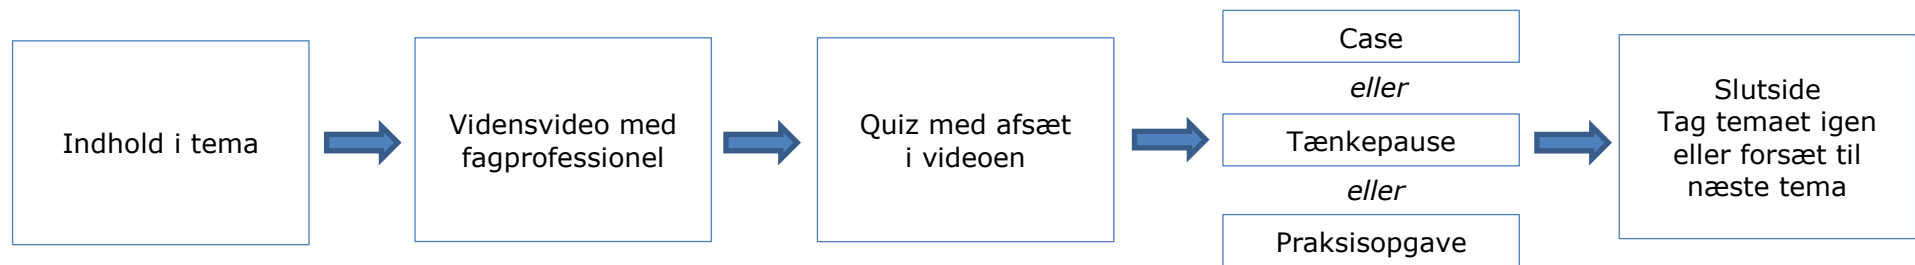 Indhold i tema
Vidensvideo med
fagprofessionel
Quiz med afsæt
i videoen
Case
eller
Tænkepause
eller
Praksisopgave
Slutside
Tag temaet igen
eller forsæt til
næste tema